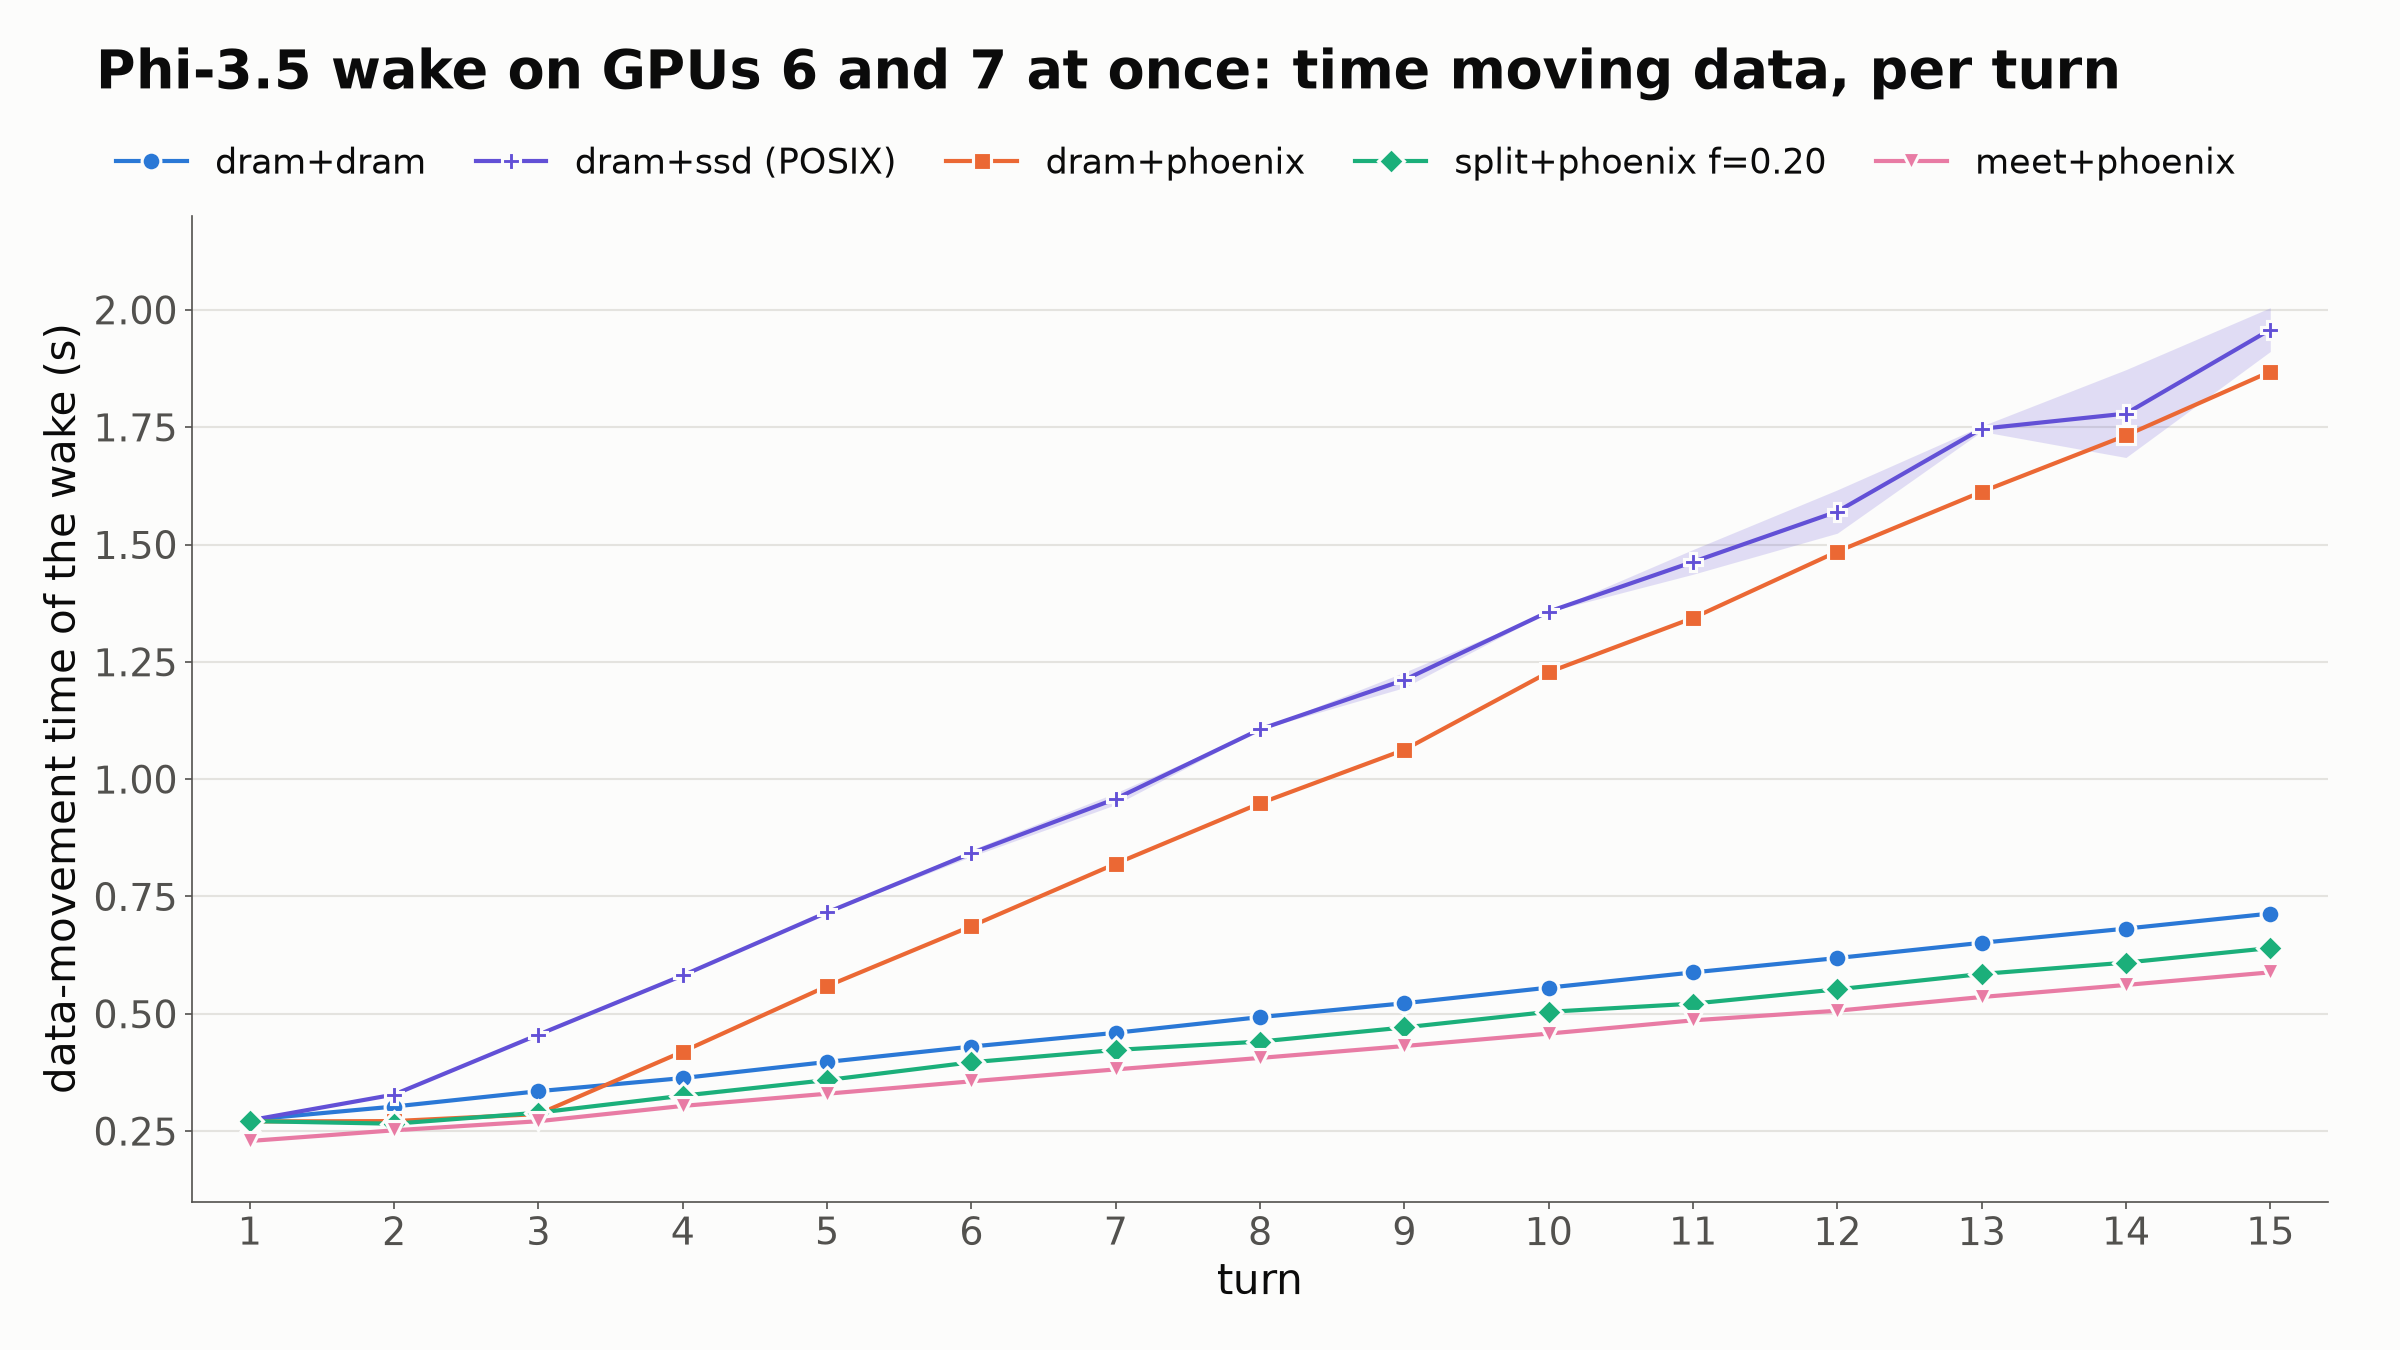 Phi-3.5 wake on GPUs 6 and 7 at once: time moving data, per turn
dram+dram dram+ssd (POSIX) dram+phoenix split+phoenix f=0.20 meet+phoenix
data-movement time of the wake (s)
2.00
1.75
1.50
1.25
1.00
0.75
0.50
0.25
1 2 3 4 5 6 7 8 9 10 11 12 13 14 15
turn